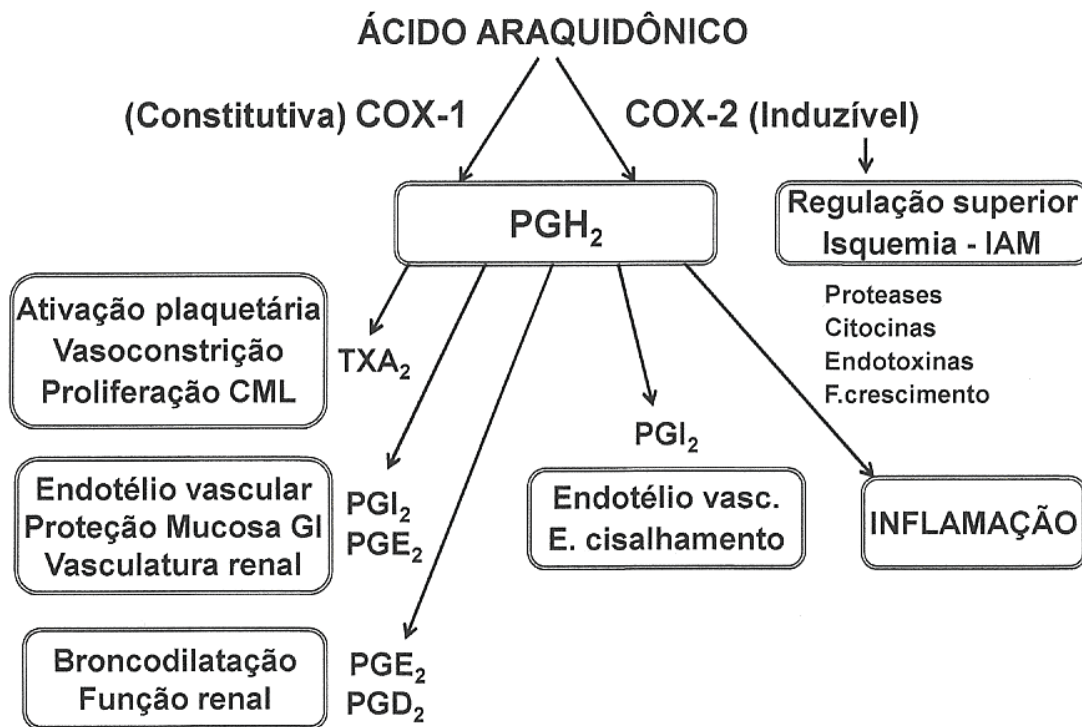 ÁCIDO ARAQUIDÔNICO
(Constitutiva) COX-1
COX-2 (Induzível)
PGH₂
Regulação superior
Isquemia - IAM
Proteases
Citocinas
Endotoxinas
F.crescimento
Ativação plaquetária
Vasoconstrição
Proliferação CML
TXA₂
Endotélio vascular
Proteção Mucosa GI
Vasculatura renal
PGI₂
PGE₂
PGI₂
Endotélio vasc.
E. cisalhamento
INFLAMAÇÃO
Broncodilatação
Função renal
PGE₂
PGD₂